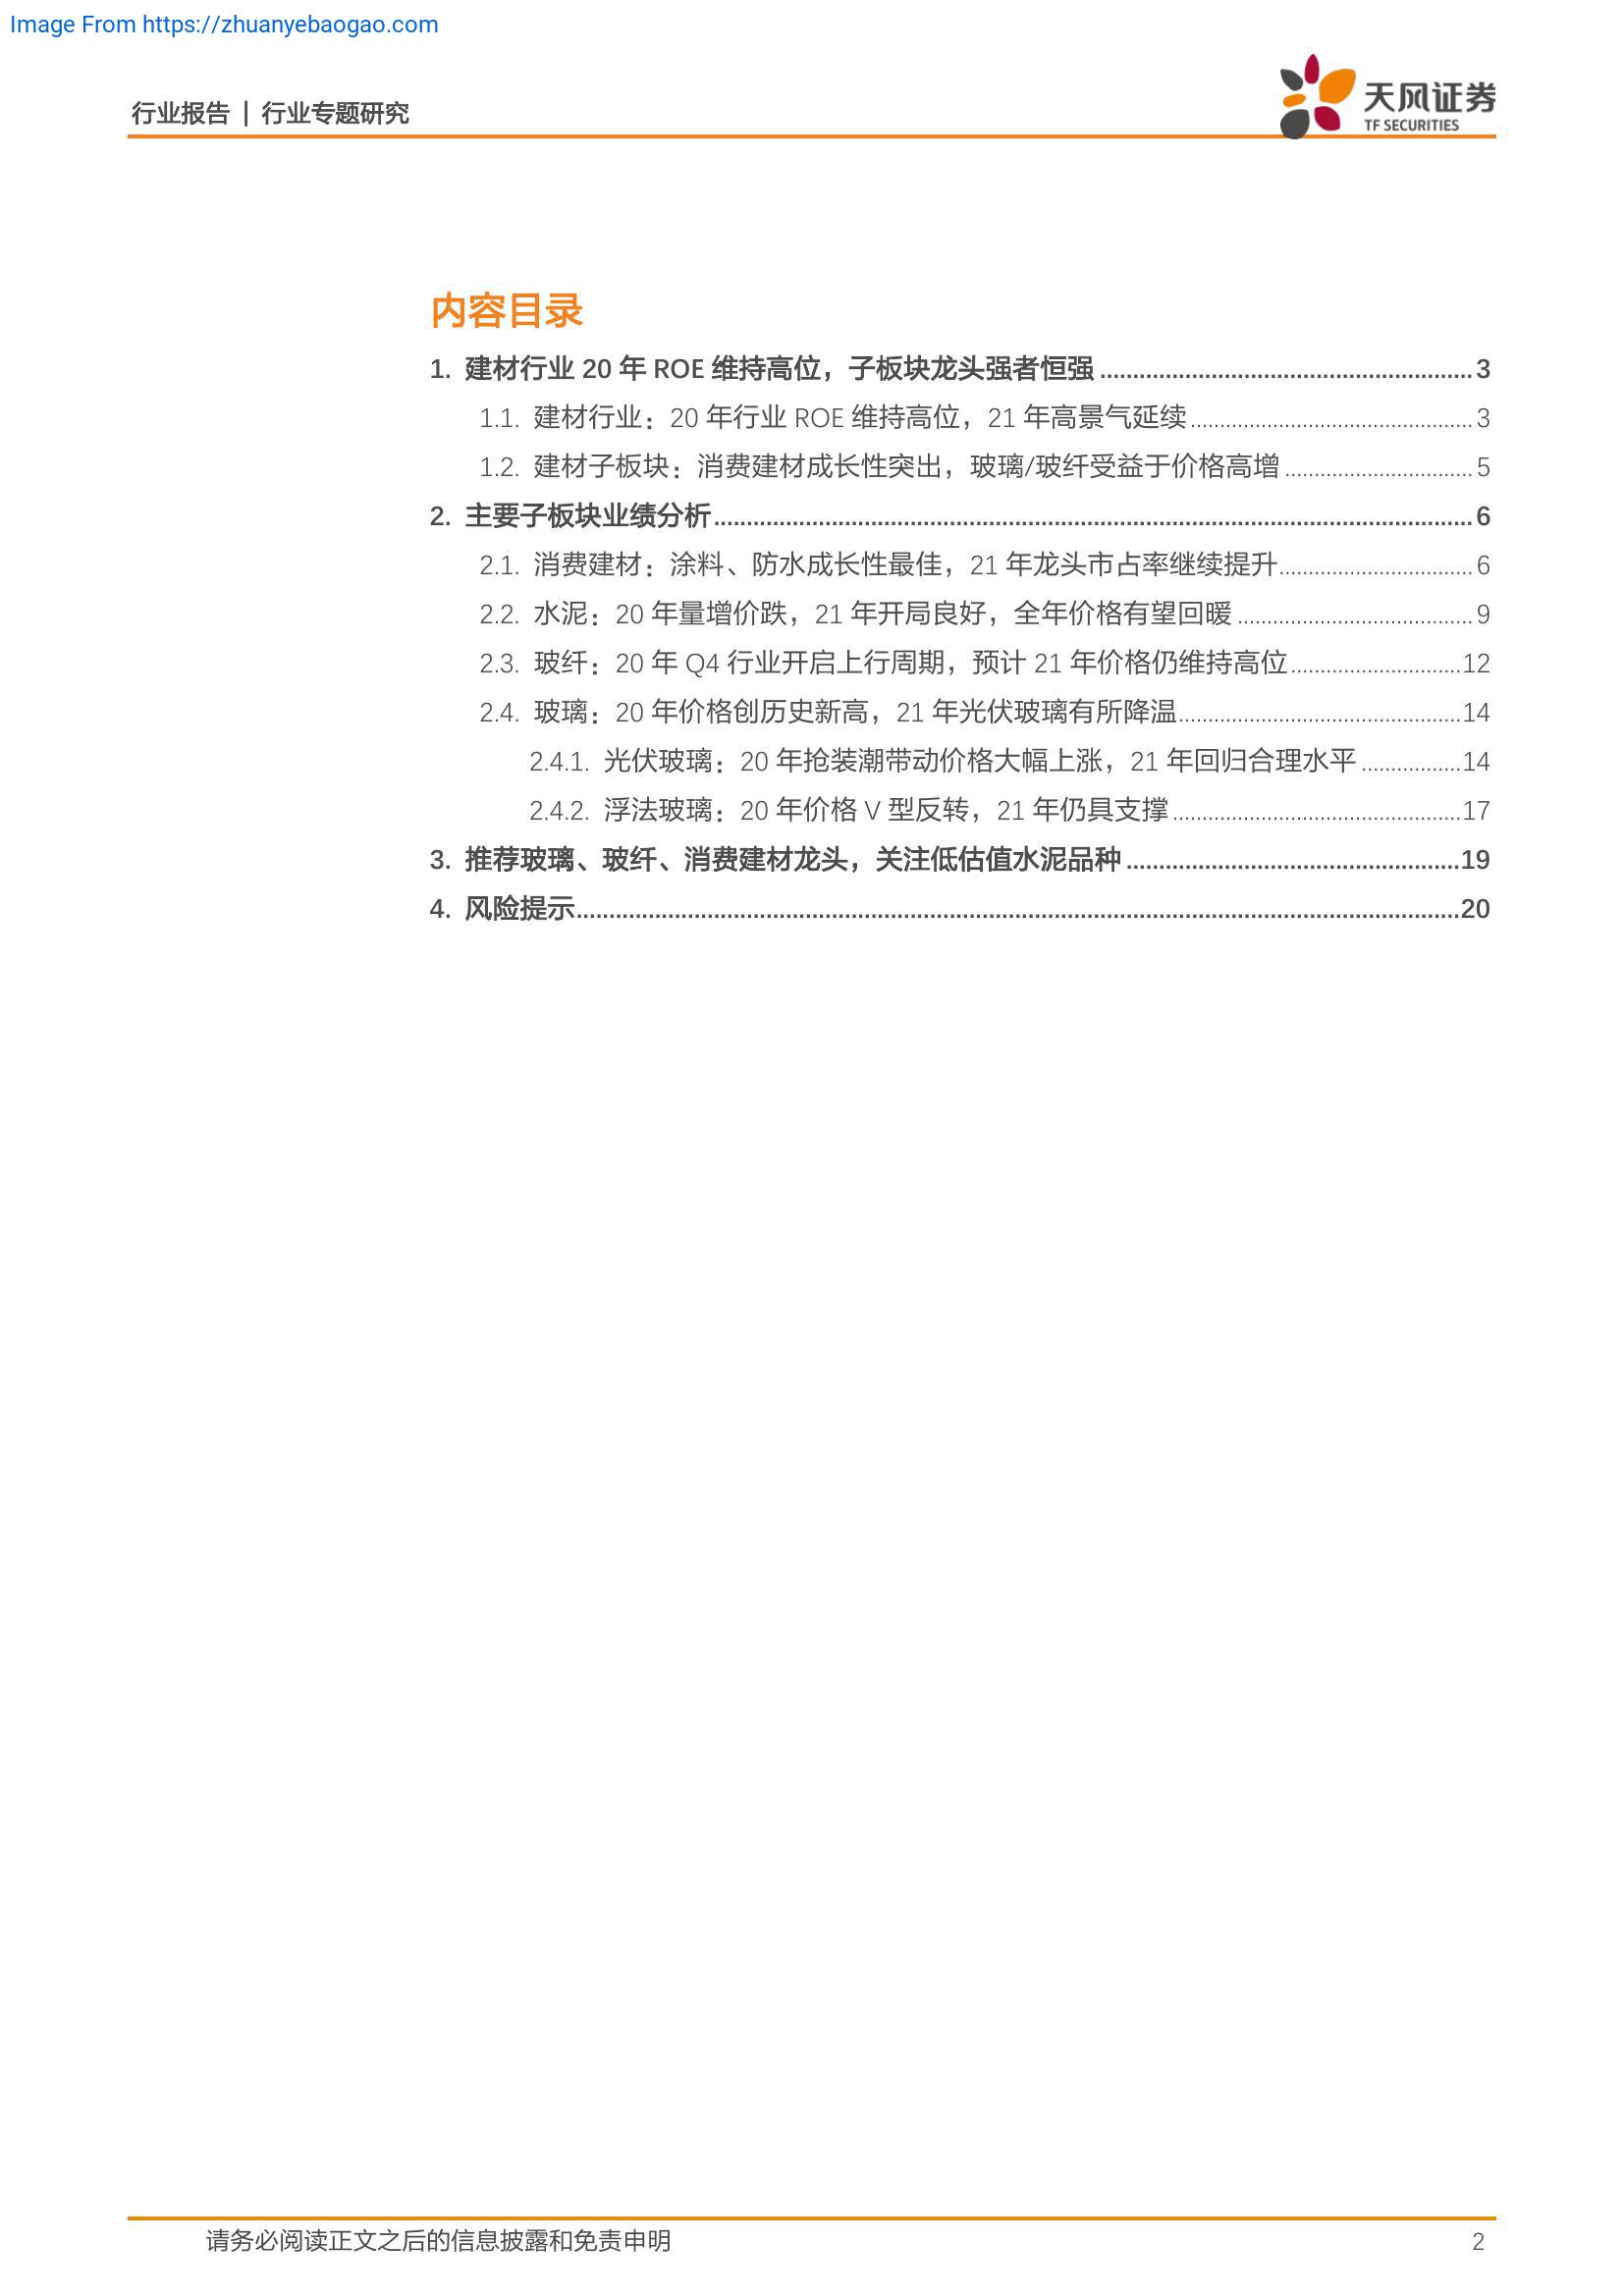 Image From https://zhuanyebaogao.com
行业报告 | 行业专题研究
天风证券
TF SECURITIES
内容目录
1. 建材行业 20 年 ROE 维持高位，子板块龙头强者恒强 ........ 3
1.1. 建材行业：20 年行业 ROE 维持高位，21 年高景气延续 ........ 3
1.2. 建材子板块：消费建材成长性突出，玻璃/玻纤受益于价格高增 ........ 5
2. 主要子板块业绩分析 ........ 6
2.1. 消费建材：涂料、防水成长性最佳，21 年龙头市占率继续提升 ........ 6
2.2. 水泥：20 年量增价跌，21 年开局良好，全年价格有望回暖 ........ 9
2.3. 玻纤：20 年 Q4 行业开启上行周期，预计 21 年价格仍维持高位 ........ 12
2.4. 玻璃：20 年价格创历史新高，21 年光伏玻璃有所降温 ........ 14
2.4.1. 光伏玻璃：20 年抢装潮带动价格大幅上涨，21 年回归合理水平 ........ 14
2.4.2. 浮法玻璃：20 年价格 V 型反转，21 年仍具支撑 ........ 17
3. 推荐玻璃、玻纤、消费建材龙头，关注低估值水泥品种 ........ 19
4. 风险提示 ........ 20
请务必阅读正文之后的信息披露和免责申明 2